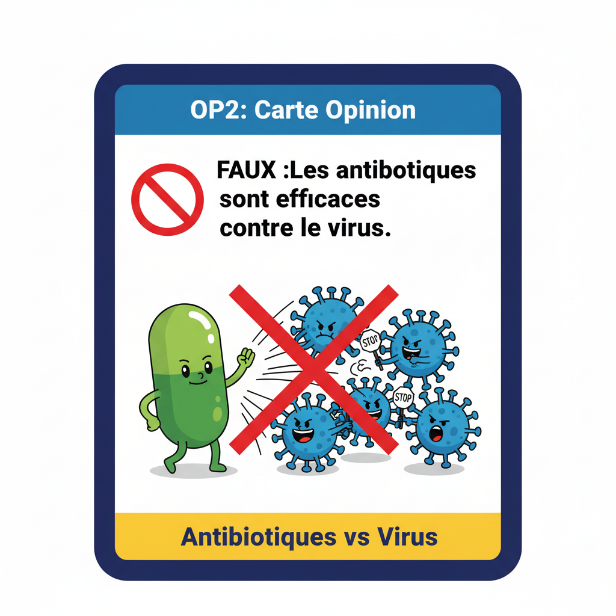 OP2: Carte Opinion
FAUX :Les antibotiques
sont efficaces
contre le virus.
STOP
STOP
Antibiotiques vs Virus